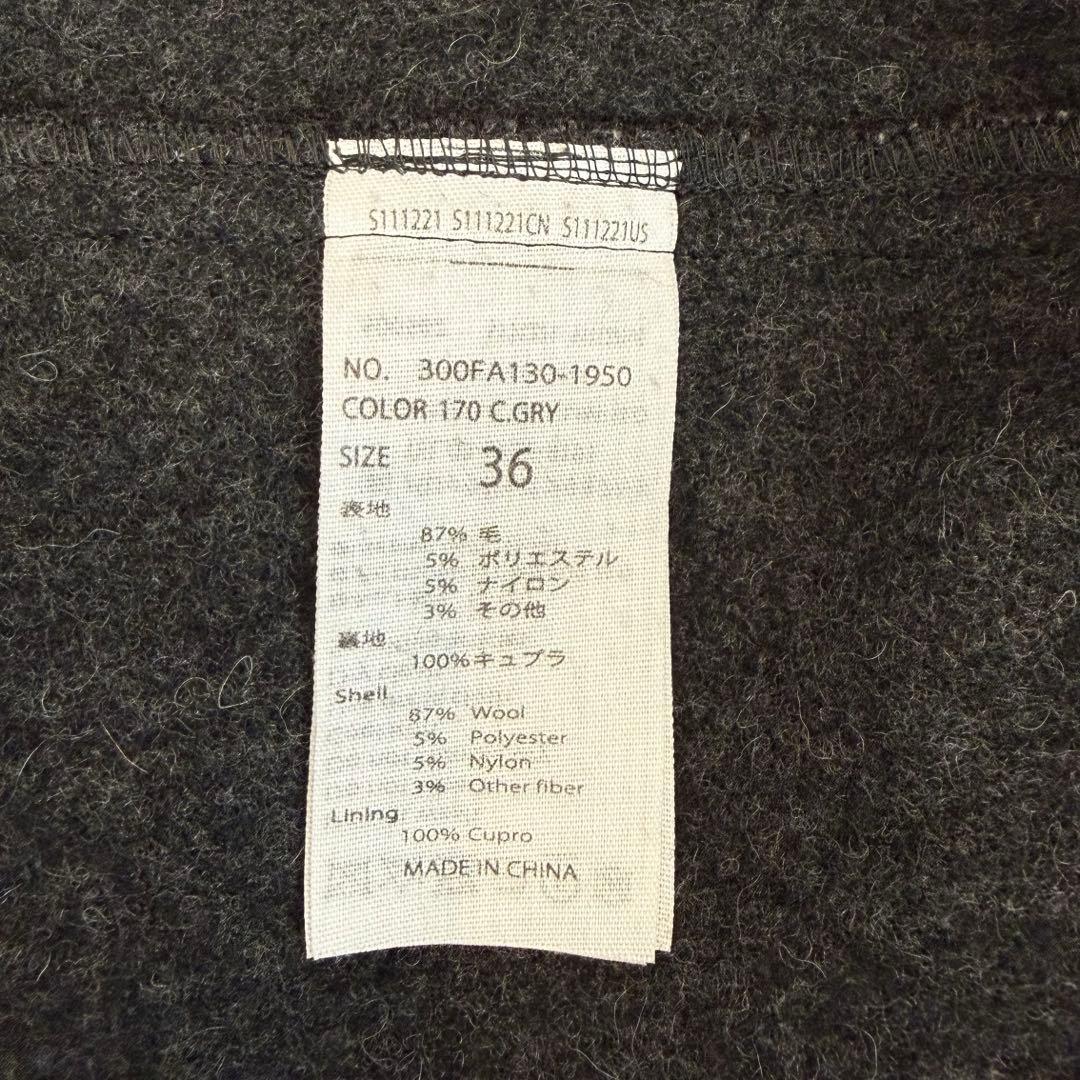 S111221 S111221CN S111221US
NO. 300FA130-1950
COLOR 170 C.GRY
SIZE 36
表地
87% 毛
5% ポリエステル
5% ナイロン
3% その他
裏地
100%キュプラ
Shell
87% Wool
5% Polyester
5% Nylon
3% Other fiber
Lining
100% Cupro
MADE IN CHINA